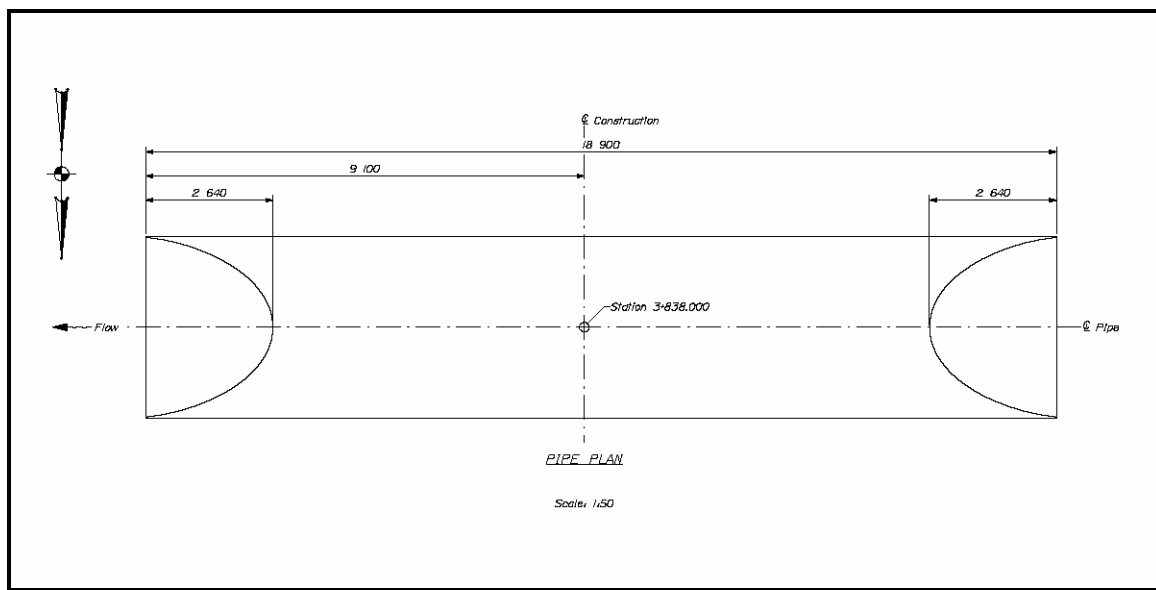 ℄ Construction
18 900
9 100
2 640
2 640
Station 3+838.000
Flow
℄ Pipe
PIPE PLAN
Scale: 1:50